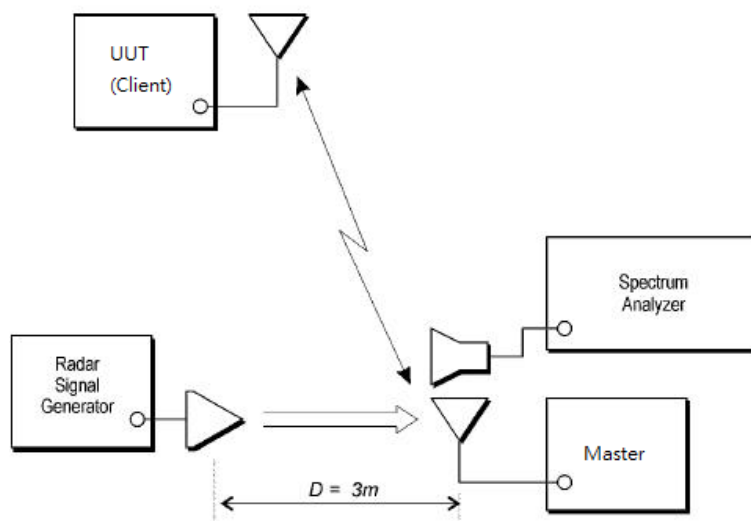 UUT
(Client)
Spectrum
Analyzer
Radar
Signal
Generator
Master
D = 3m